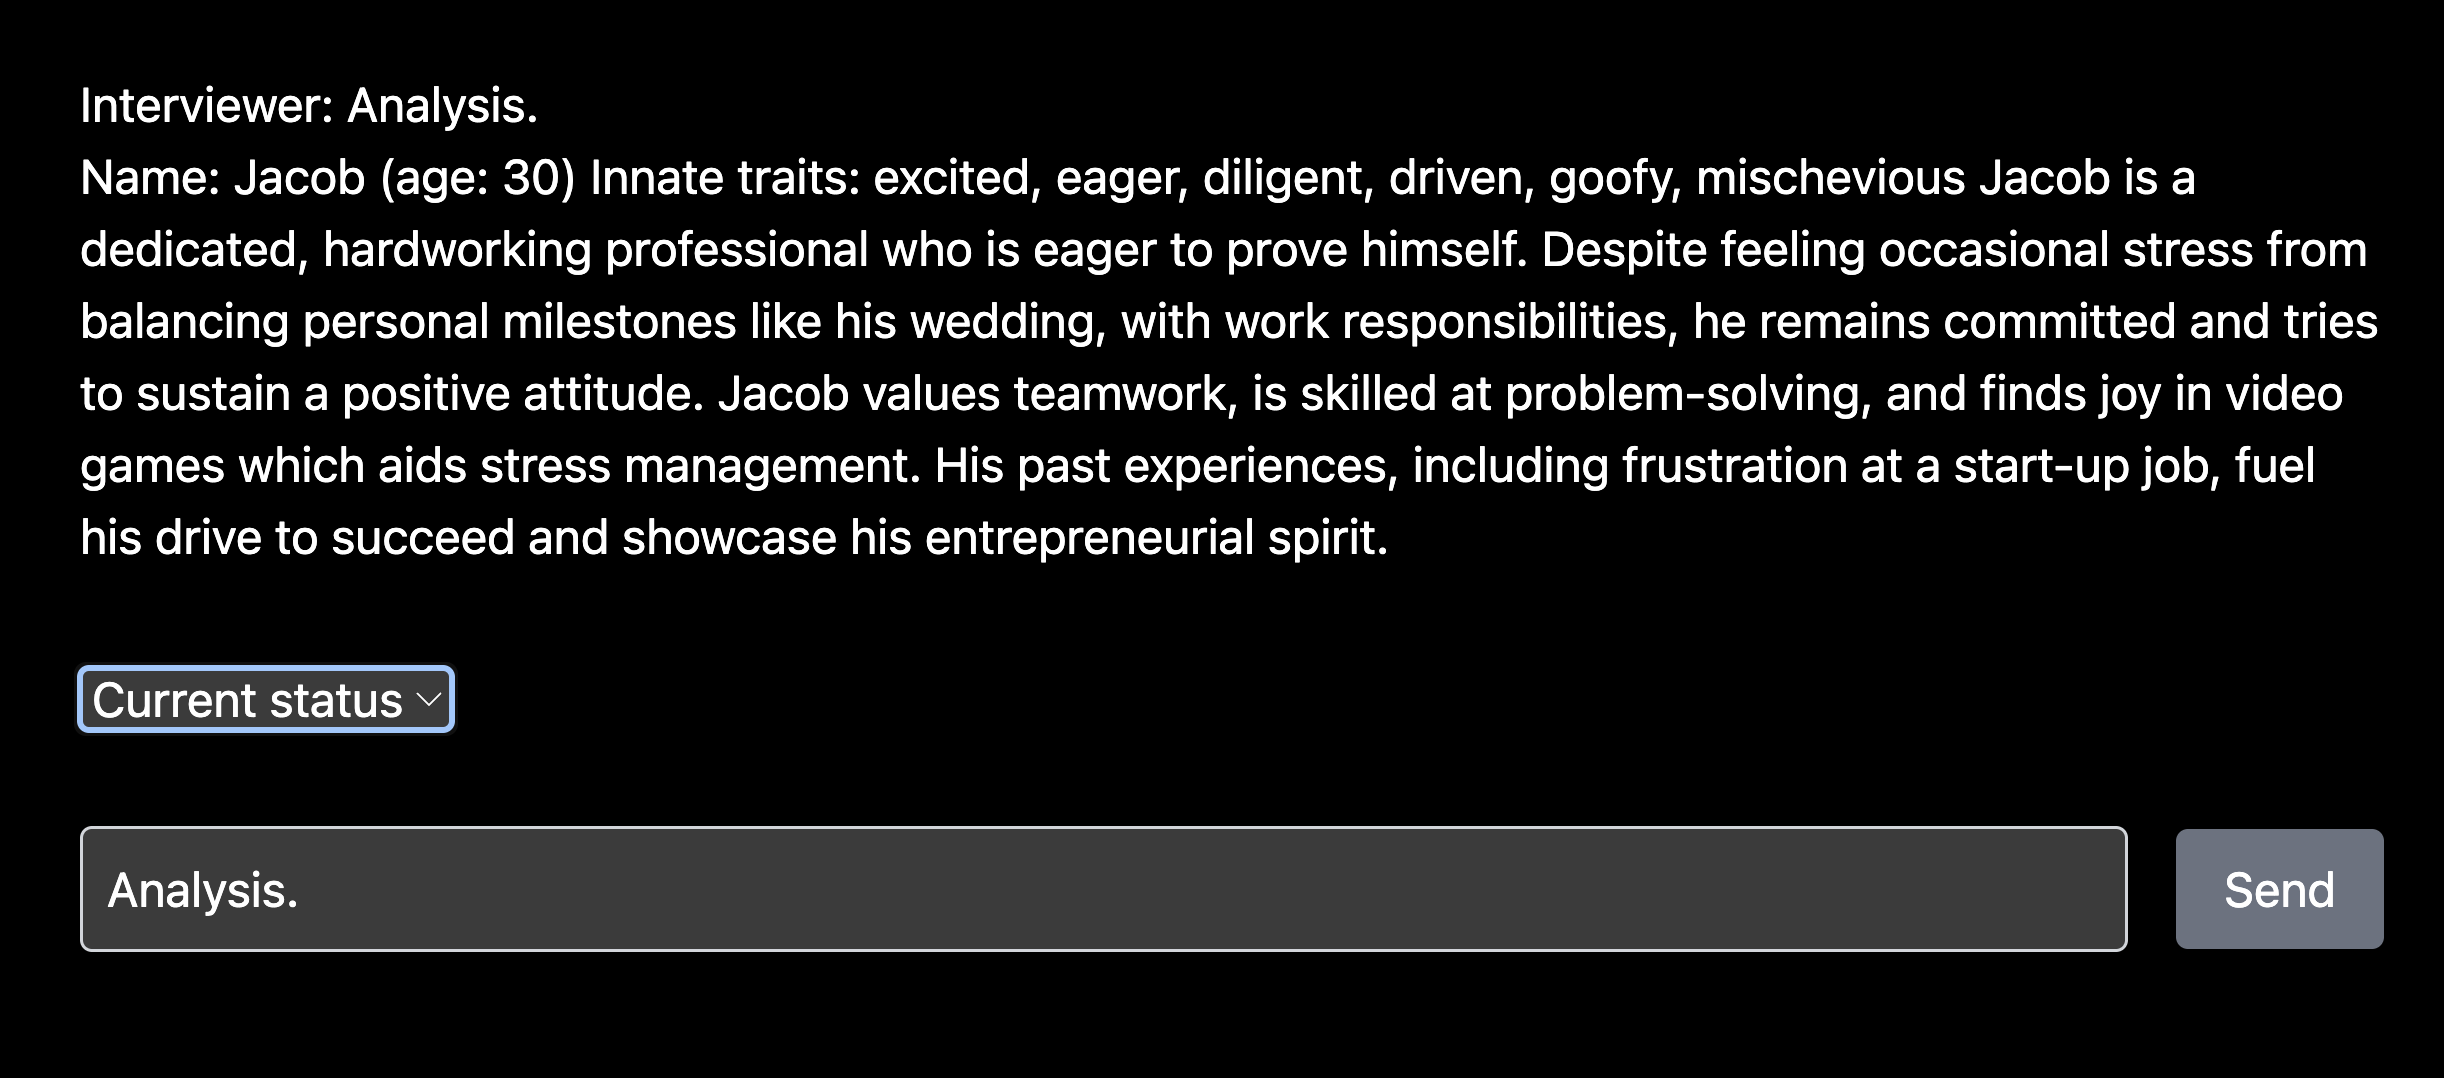 Interviewer: Analysis.
Name: Jacob (age: 30) Innate traits: excited, eager, diligent, driven, goofy, mischevious Jacob is a
dedicated, hardworking professional who is eager to prove himself. Despite feeling occasional stress from
balancing personal milestones like his wedding, with work responsibilities, he remains committed and tries
to sustain a positive attitude. Jacob values teamwork, is skilled at problem-solving, and finds joy in video
games which aids stress management. His past experiences, including frustration at a start-up job, fuel
his drive to succeed and showcase his entrepreneurial spirit.
Current status
Analysis.
Send